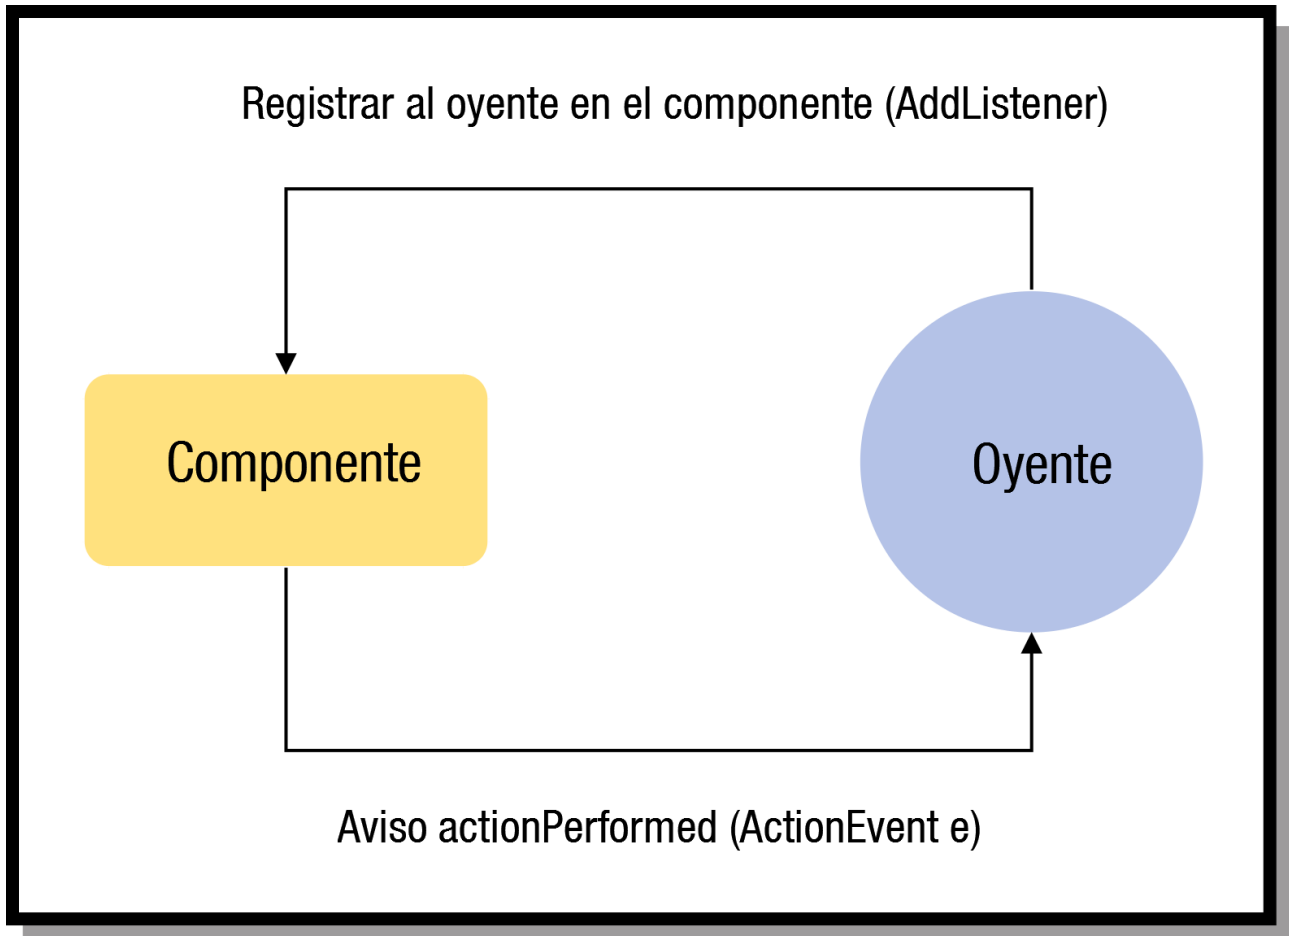 Registrar al oyente en el componente (AddListener)
Componente
Oyente
Aviso actionPerformed (ActionEvent e)